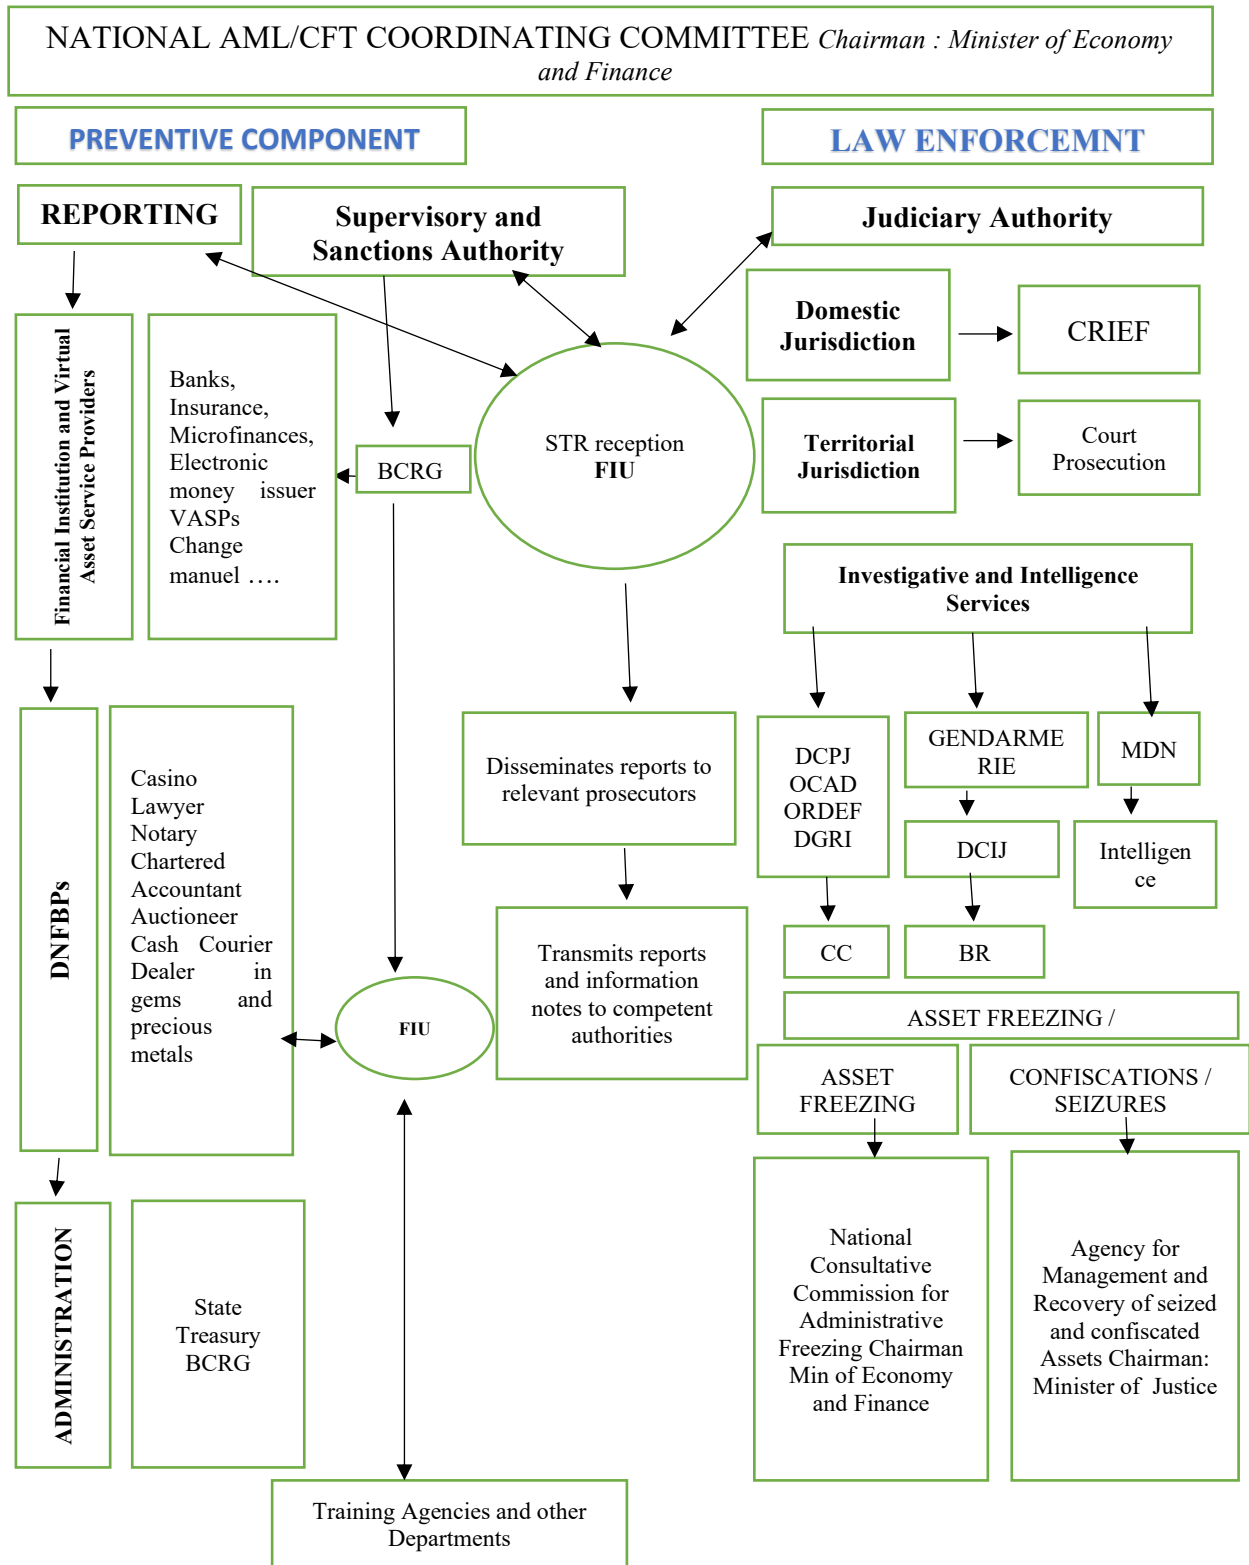 NATIONAL AML/CFT COORDINATING COMMITTEE Chairman : Minister of Economy
and Finance
PREVENTIVE COMPONENT
LAW ENFORCEMNT
REPORTING
Supervisory and
Sanctions Authority
Judiciary Authority
Domestic
Jurisdiction
CRIEF
Financial Institution and Virtual
Asset Service Providers
Banks,
Insurance,
Microfinances,
Electronic
money issuer
VASPs
Change
manuel ….
BCRG
STR reception
FIU
Territorial
Jurisdiction
Court
Prosecution
Investigative and Intelligence
Services
DNFBPs
Casino
Lawyer
Notary
Chartered
Accountant
Auctioneer
Cash Courier
Dealer in
gems and
precious
metals
FIU
Disseminates reports to
relevant prosecutors
Transmits reports
and information
notes to competent
authorities
DCPJ
OCAD
ORDEF
DGRI
CC
GENDARME
RIE
DCIJ
BR
MDN
Intelligen
ce
ASSET FREEZING /
ASSET
FREEZING
CONFISCATIONS /
SEIZURES
National
Consultative
Commission for
Administrative
Freezing Chairman
Min of Economy
and Finance
Agency for
Management and
Recovery of seized
and confiscated
Assets Chairman:
Minister of Justice
ADMINISTRATION
State
Treasury
BCRG
Training Agencies and other
Departments